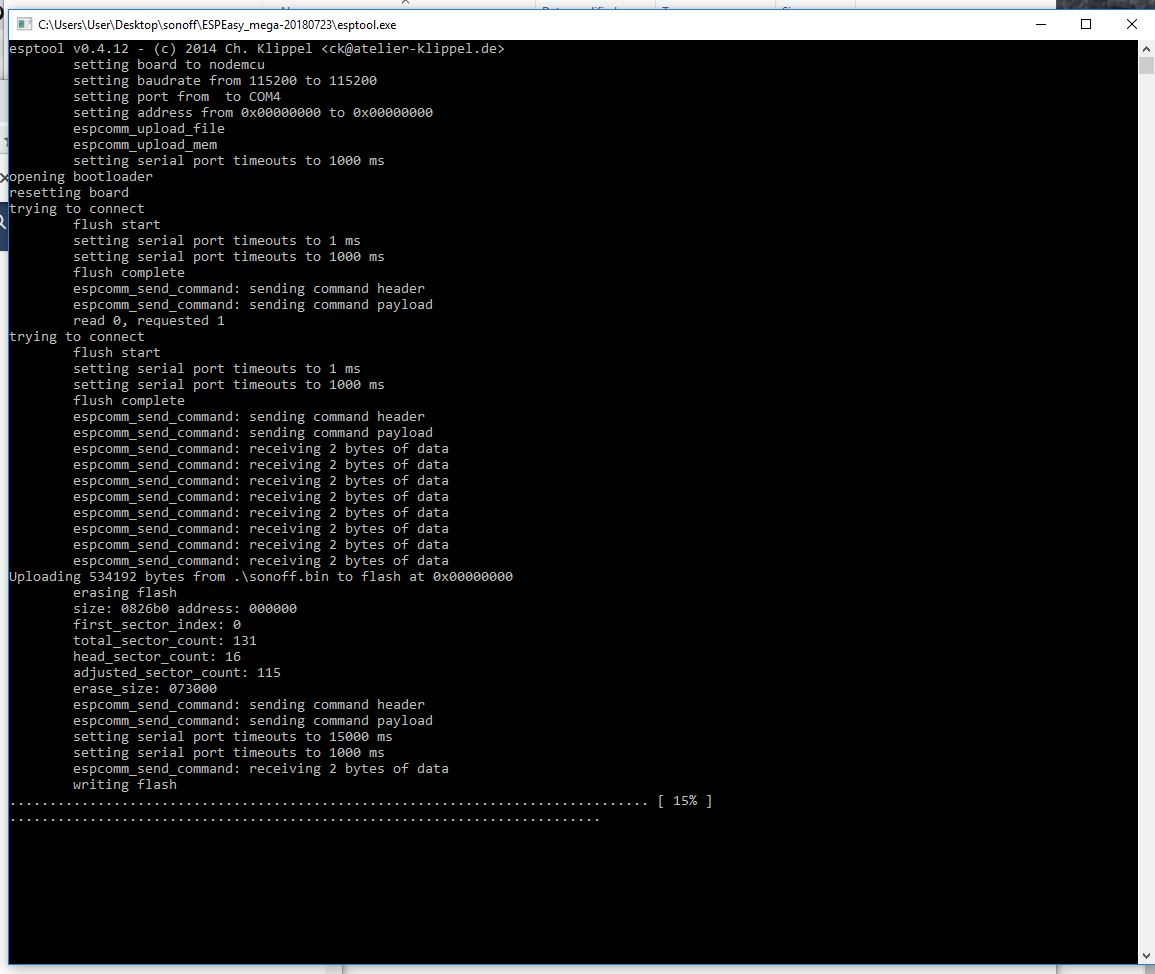 C:\Users\User\Desktop\sonoff\ESPEasy_mega-20180723\esptool.exe
esptool v0.4.12 - (c) 2014 Ch. Klippel <ck@atelier-klippel.de>
setting board to nodemcu
setting baudrate from 115200 to 115200
setting port from  to COM4
setting address from 0x00000000 to 0x00000000
espcomm_upload_file
espcomm_upload_mem
setting serial port timeouts to 1000 ms
opening bootloader
resetting board
trying to connect
flush start
setting serial port timeouts to 1 ms
setting serial port timeouts to 1000 ms
flush complete
espcomm_send_command: sending command header
espcomm_send_command: sending command payload
read 0, requested 1
trying to connect
flush start
setting serial port timeouts to 1 ms
setting serial port timeouts to 1000 ms
flush complete
espcomm_send_command: sending command header
espcomm_send_command: sending command payload
espcomm_send_command: receiving 2 bytes of data
espcomm_send_command: receiving 2 bytes of data
espcomm_send_command: receiving 2 bytes of data
espcomm_send_command: receiving 2 bytes of data
espcomm_send_command: receiving 2 bytes of data
espcomm_send_command: receiving 2 bytes of data
espcomm_send_command: receiving 2 bytes of data
espcomm_send_command: receiving 2 bytes of data
Uploading 534192 bytes from .\sonoff.bin to flash at 0x00000000
erasing flash
size: 0826b0 address: 000000
first_sector_index: 0
total_sector_count: 131
head_sector_count: 16
adjusted_sector_count: 115
erase_size: 073000
espcomm_send_command: sending command header
espcomm_send_command: sending command payload
setting serial port timeouts to 15000 ms
setting serial port timeouts to 1000 ms
espcomm_send_command: receiving 2 bytes of data
writing flash
................................................................................ [ 15% ]
..........................................................................